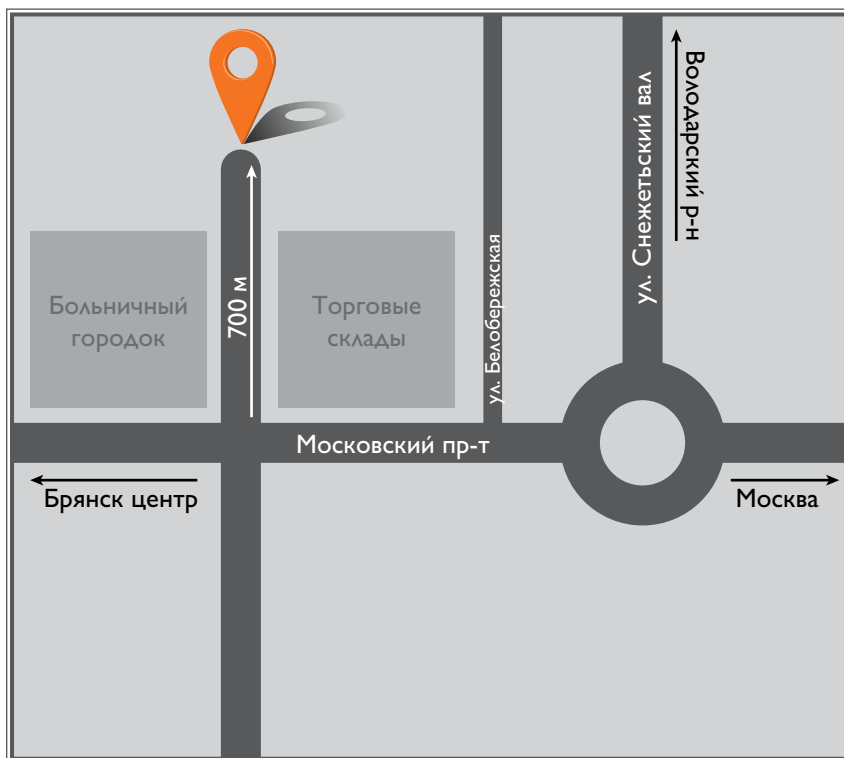 Володарский р-н
ул. Снежетьский вал
ул. Белобережская
700 м
Больничный
городок
Торговые
склады
Московский пр-т
Брянск центр
Москва